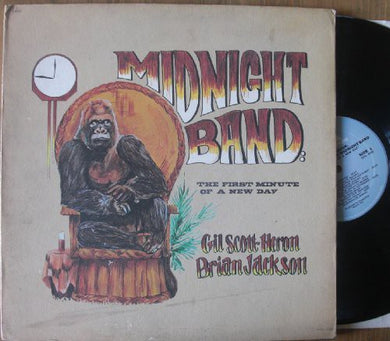 MIDNIGHT
BAND:
THE FIRST MINUTE
OF A NEW DAY
Gil Scott-Heron
Brian Jackson